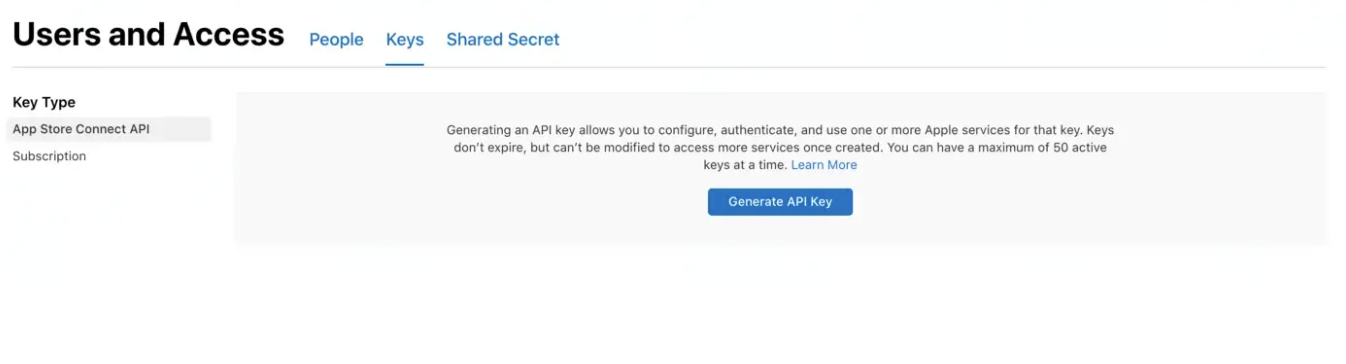 Users and Access People Keys Shared Secret
Key Type
App Store Connect API
Subscription
Generating an API key allows you to configure, authenticate, and use one or more Apple services for that key. Keys
don’t expire, but can’t be modified to access more services once created. You can have a maximum of 50 active
keys at a time. Learn More
Generate API Key